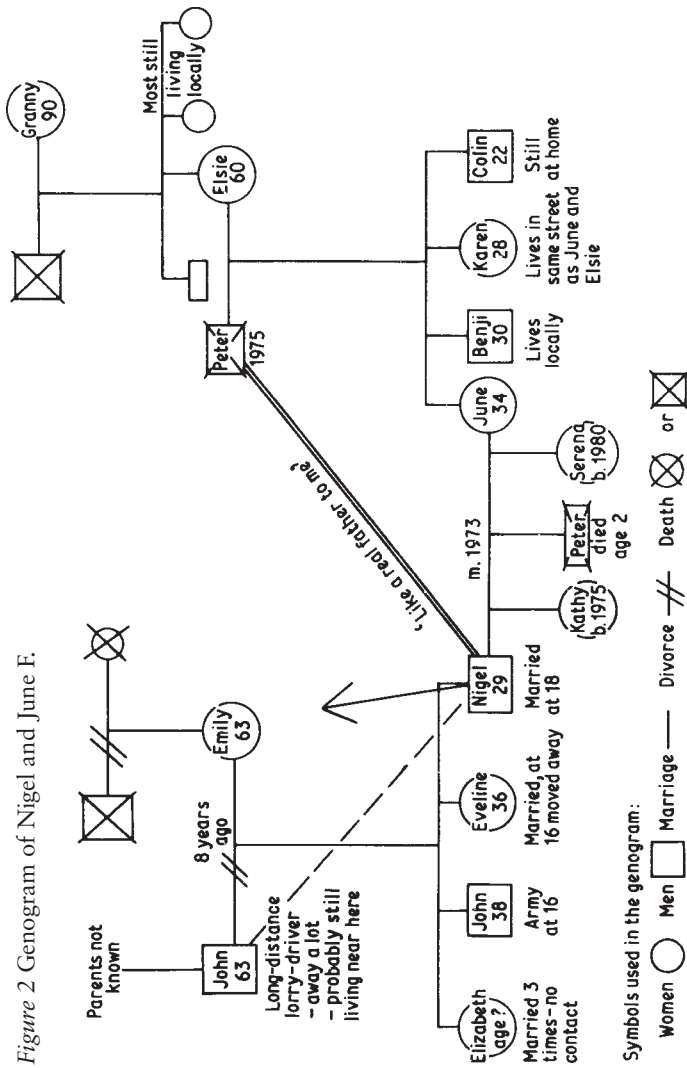 Figure 2 Genogram of Nigel and June F.
Granny
90
Most still
living
locally
Elsie
60
Peter
1975
Parents not
known
John
63
8 years
ago
Emily
63
Long-distance
lorry-driver
- away a lot
- probably still
living near here
'Like a real father to me'
Elizabeth
age?
Married 3
times-no
contact
John
38
Army
at 16
Eveline
36
Married, at
16 moved away
Nigel
29
Married
at 18
m. 1973
Kathy
b. 1975
Peter
died
age 2
Serena
b. 1980
June
34
Benji
30
Lives
locally
Karen
28
Lives in
same street
as June and
Elsie
Colin
22
Still
at home
Symbols used in the genogram:
Women Men Marriage Divorce Death or